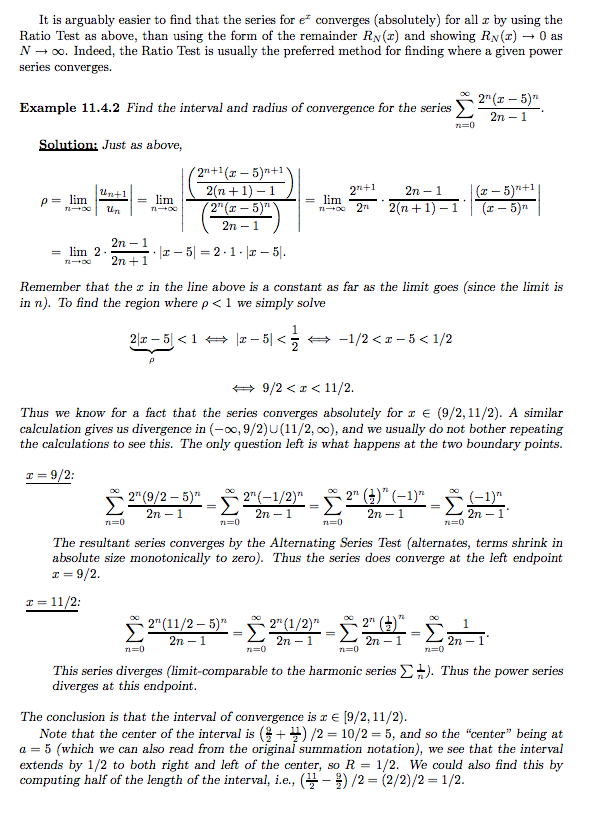 It is arguably easier to find that the series for eˣ converges (absolutely) for all x by using the
Ratio Test as above, than using the form of the remainder R_N(x) and showing R_N(x) → 0 as
N → ∞. Indeed, the Ratio Test is usually the preferred method for finding where a given power
series converges.
Example 11.4.2 Find the interval and radius of convergence for the series \sum_{n=0}^{\infty} \frac{2^n(x-5)^n}{2n-1}.
Solution: Just as above,
\rho = \lim_{n\to\infty} \left| \frac{u_{n+1}}{u_n} \right| = \lim_{n\to\infty} \left| \frac{\left( \frac{2^{n+1}(x-5)^{n+1}}{2(n+1)-1} \right)}{\left( \frac{2^n(x-5)^n}{2n-1} \right)} \right| = \lim_{n\to\infty} \frac{2^{n+1}}{2^n} \cdot \frac{2n-1}{2(n+1)-1} \cdot \left| \frac{(x-5)^{n+1}}{(x-5)^n} \right|
= \lim_{n\to\infty} 2 \cdot \frac{2n-1}{2n+1} \cdot |x-5| = 2 \cdot 1 \cdot |x-5|.
Remember that the x in the line above is a constant as far as the limit goes (since the limit is
in n). To find the region where ρ < 1 we simply solve
\underbrace{2|x-5|}_{\rho} < 1 \iff |x-5| < \frac{1}{2} \iff -1/2 < x-5 < 1/2
⟺ 9/2 < x < 11/2.
Thus we know for a fact that the series converges absolutely for x ∈ (9/2, 11/2). A similar
calculation gives us divergence in (−∞, 9/2)∪(11/2, ∞), and we usually do not bother repeating
the calculations to see this. The only question left is what happens at the two boundary points.
x = 9/2:
\sum_{n=0}^{\infty} \frac{2^n(9/2-5)^n}{2n-1} = \sum_{n=0}^{\infty} \frac{2^n(-1/2)^n}{2n-1} = \sum_{n=0}^{\infty} \frac{2^n \left(\frac{1}{2}\right)^n (-1)^n}{2n-1} = \sum_{n=0}^{\infty} \frac{(-1)^n}{2n-1}.
The resultant series converges by the Alternating Series Test (alternates, terms shrink in
absolute size monotonically to zero). Thus the series does converge at the left endpoint
x = 9/2.
x = 11/2:
\sum_{n=0}^{\infty} \frac{2^n(11/2-5)^n}{2n-1} = \sum_{n=0}^{\infty} \frac{2^n(1/2)^n}{2n-1} = \sum_{n=0}^{\infty} \frac{2^n \left(\frac{1}{2}\right)^n}{2n-1} = \sum_{n=0}^{\infty} \frac{1}{2n-1}.
This series diverges (limit-comparable to the harmonic series \sum \frac{1}{n}). Thus the power series
diverges at this endpoint.
The conclusion is that the interval of convergence is x ∈ [9/2, 11/2).
Note that the center of the interval is \left(\frac{9}{2} + \frac{11}{2}\right)/2 = 10/2 = 5, and so the “center” being at
a = 5 (which we can also read from the original summation notation), we see that the interval
extends by 1/2 to both right and left of the center, so R = 1/2. We could also find this by
computing half of the length of the interval, i.e., \left(\frac{11}{2} - \frac{9}{2}\right)/2 = (2/2)/2 = 1/2.